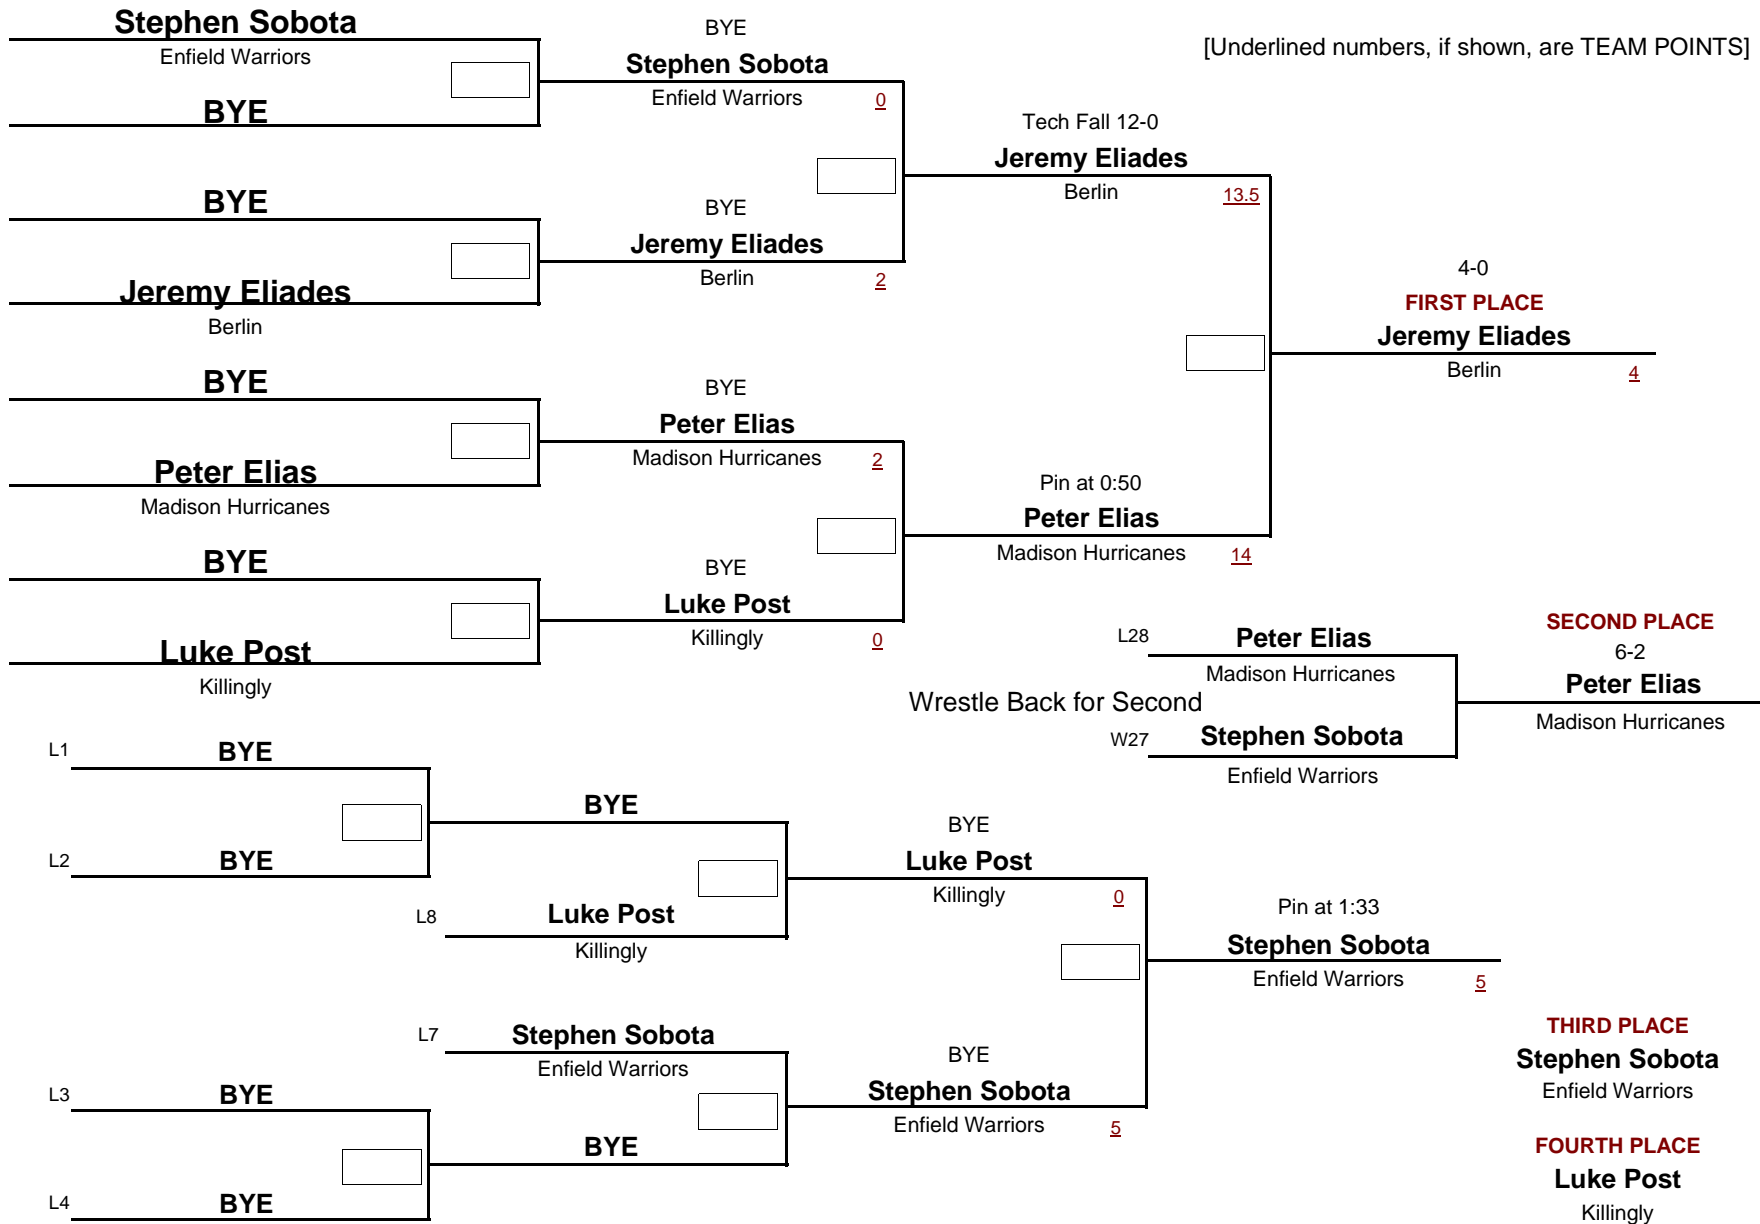 Stephen Sobota
Enfield Warriors
BYE
BYE
Jeremy Eliades
Berlin
BYE
Peter Elias
Madison Hurricanes
BYE
Luke Post
Killingly
BYE
Stephen Sobota
Enfield Warriors 0
BYE
Jeremy Eliades
Berlin 2
BYE
Peter Elias
Madison Hurricanes 2
BYE
Luke Post
Killingly 0
[Underlined numbers, if shown, are TEAM POINTS]
Tech Fall 12-0
Jeremy Eliades
Berlin 13.5
Pin at 0:50
Peter Elias
Madison Hurricanes 14
4-0
FIRST PLACE
Jeremy Eliades
Berlin 4
Wrestle Back for Second
L28 Peter Elias
Madison Hurricanes
W27 Stephen Sobota
Enfield Warriors
SECOND PLACE
6-2
Peter Elias
Madison Hurricanes
L1 BYE
L2 BYE
L3 BYE
L4 BYE
BYE
L8 Luke Post
Killingly
L7 Stephen Sobota
Enfield Warriors
BYE
BYE
Luke Post
Killingly 0
BYE
Stephen Sobota
Enfield Warriors 5
Pin at 1:33
Stephen Sobota
Enfield Warriors 5
THIRD PLACE
Stephen Sobota
Enfield Warriors
FOURTH PLACE
Luke Post
Killingly